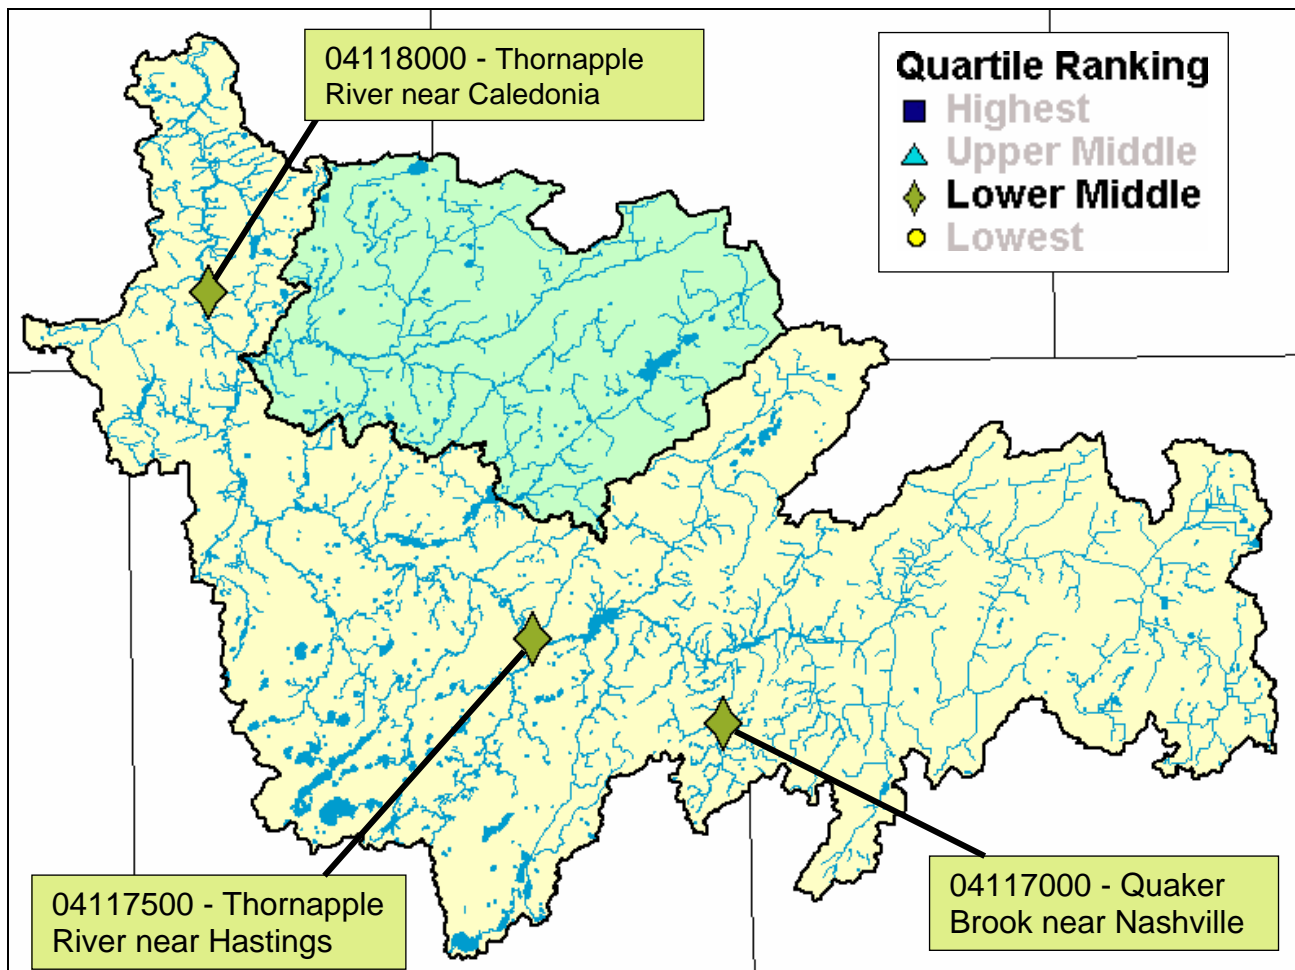 04118000 - Thornapple
River near Caledonia
Quartile Ranking
Highest
Upper Middle
Lower Middle
Lowest
04117500 - Thornapple
River near Hastings
04117000 - Quaker
Brook near Nashville